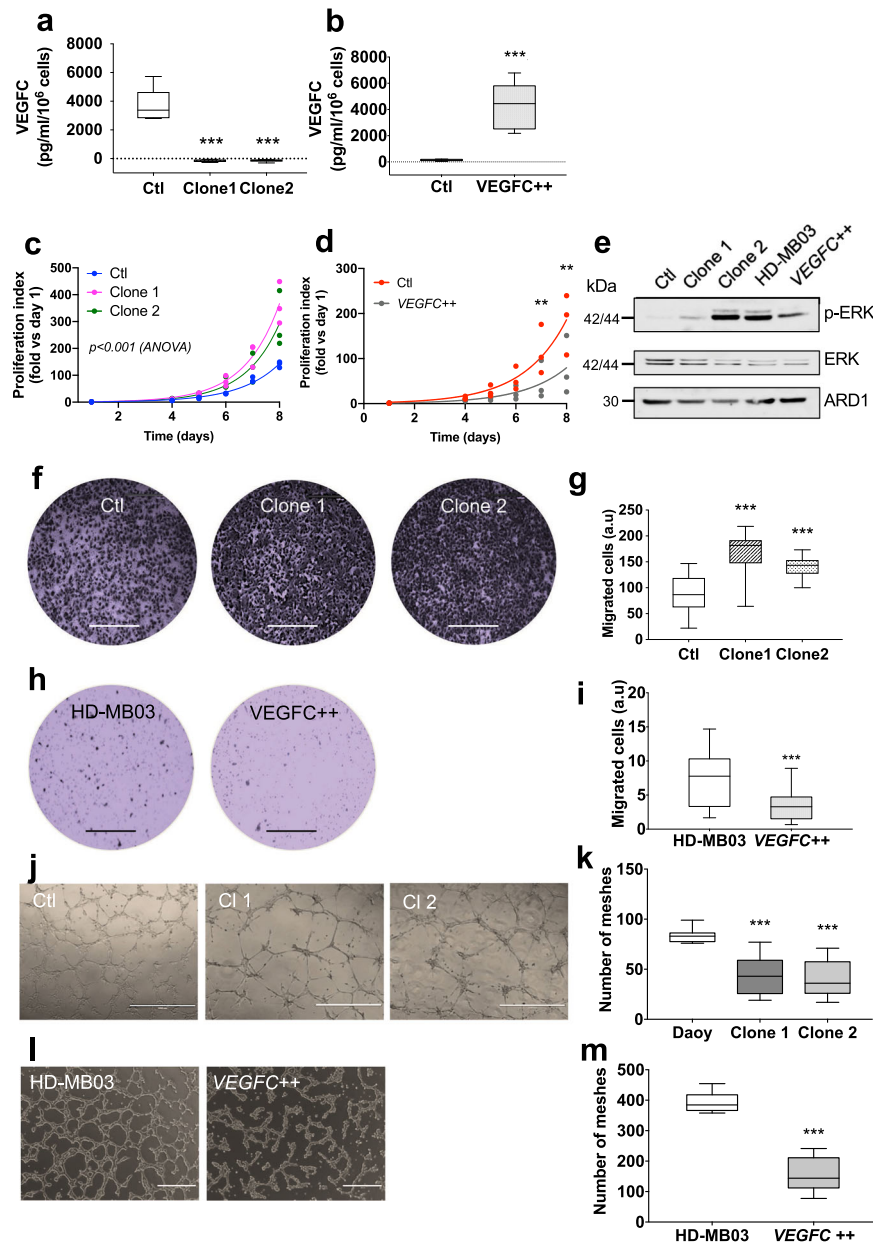 a
VEGFC
(pg/ml/10⁶ cells)
8000
6000
4000
2000
0
***
***
Ctl Clone1 Clone2
b
VEGFC
(pg/ml/10⁶ cells)
8000
6000
4000
2000
0
***
Ctl VEGFC++
c
Proliferation index
(fold vs day 1)
500
400
300
200
100
0
Ctl
Clone 1
Clone 2
p<0.001 (ANOVA)
2 4 6 8
Time (days)
d
Proliferation index
(fold vs day 1)
300
200
100
0
Ctl
VEGFC++
**
**
2 4 6 8
Time (days)
e
Ctl Clone 1 Clone 2 HD-MB03 VEGFC++
kDa
42/44 p-ERK
42/44 ERK
30 ARD1
f
Ctl
Clone 1
Clone 2
g
Migrated cells (a.u)
250
200
150
100
50
0
***
***
Ctl Clone1 Clone2
h
HD-MB03
VEGFC++
i
Migrated cells (a.u)
20
15
10
5
0
***
HD-MB03 VEGFC++
j
Ctl
Cl 1
Cl 2
k
Number of meshes
150
100
50
0
***
***
Daoy Clone 1 Clone 2
l
HD-MB03
VEGFC++
m
Number of meshes
500
400
300
200
100
0
***
HD-MB03 VEGFC ++